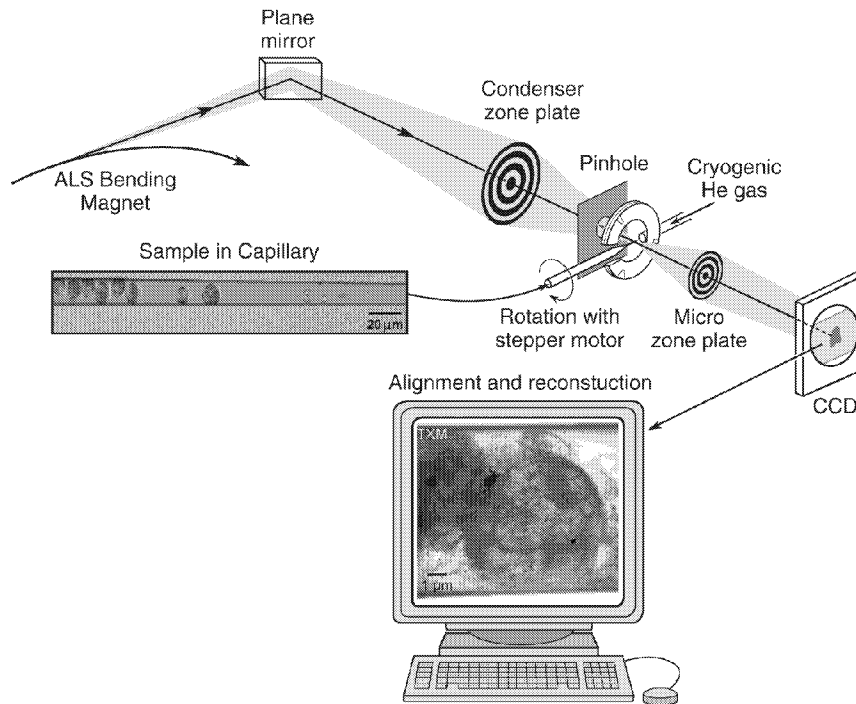 Plane
mirror
Condenser
zone plate
Pinhole
Cryogenic
He gas
ALS Bending
Magnet
Sample in Capillary
20 µm
Rotation with
stepper motor
Micro
zone plate
CCD
Alignment and reconstuction
TXM
1 µm